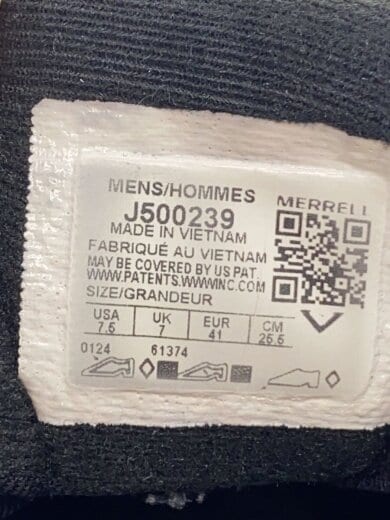 MENS/HOMMES
MERRELL
J500239
MADE IN VIETNAM
FABRIQUÉ AU VIETNAM
MAY BE COVERED BY US PAT.
WWW.PATENTS.WWWMINC.COM
SIZE/GRANDEUR
USA UK EUR CM
7.5 7 41 25.5
0124 61374